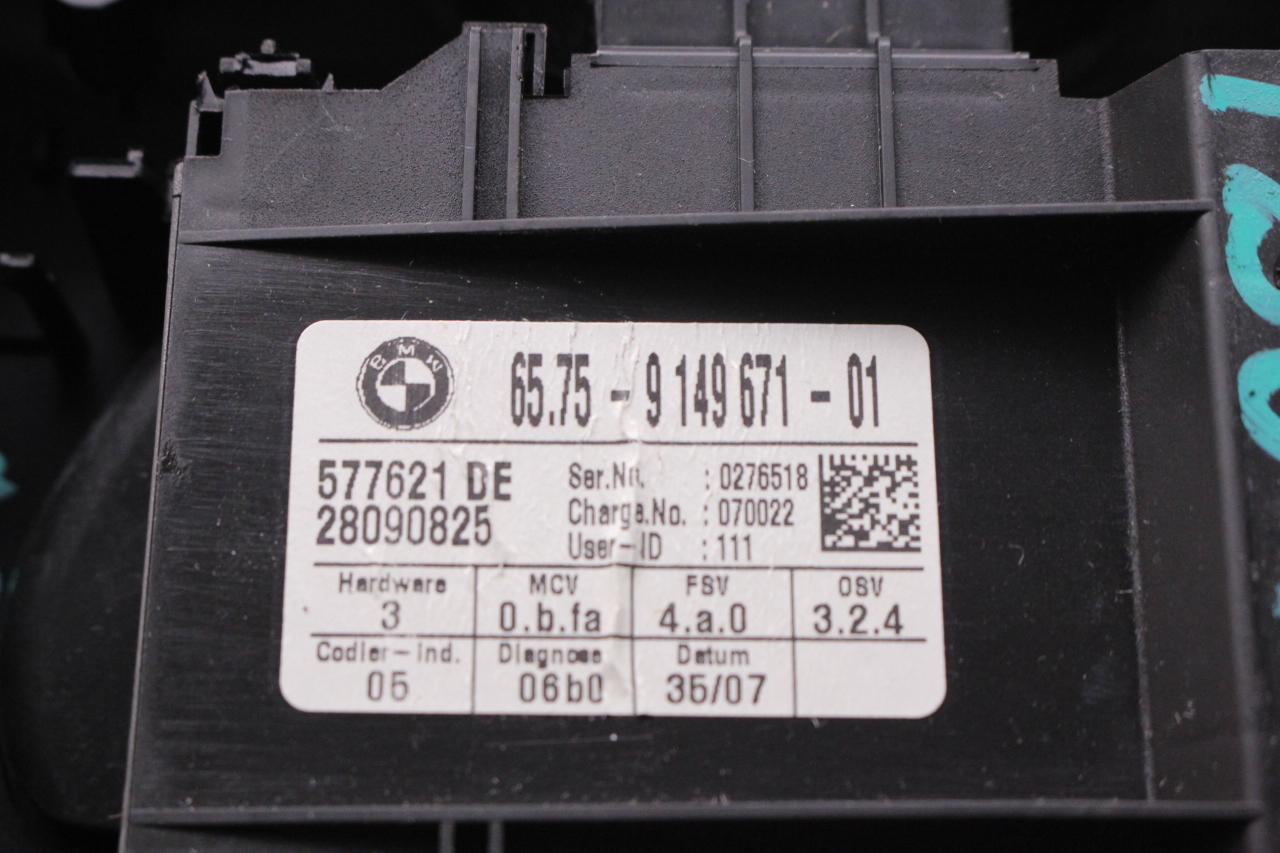 BMW
65.75 - 9 149 671 - 01
577621 DE
28090825
Ser.No. : 0276518
Charge.No. : 070022
User-ID : 111
Hardware MCV FSV OSV
3 0.b.fa 4.a.0 3.2.4
Codier-ind. Diagnose Datum
05 06b0 35/07